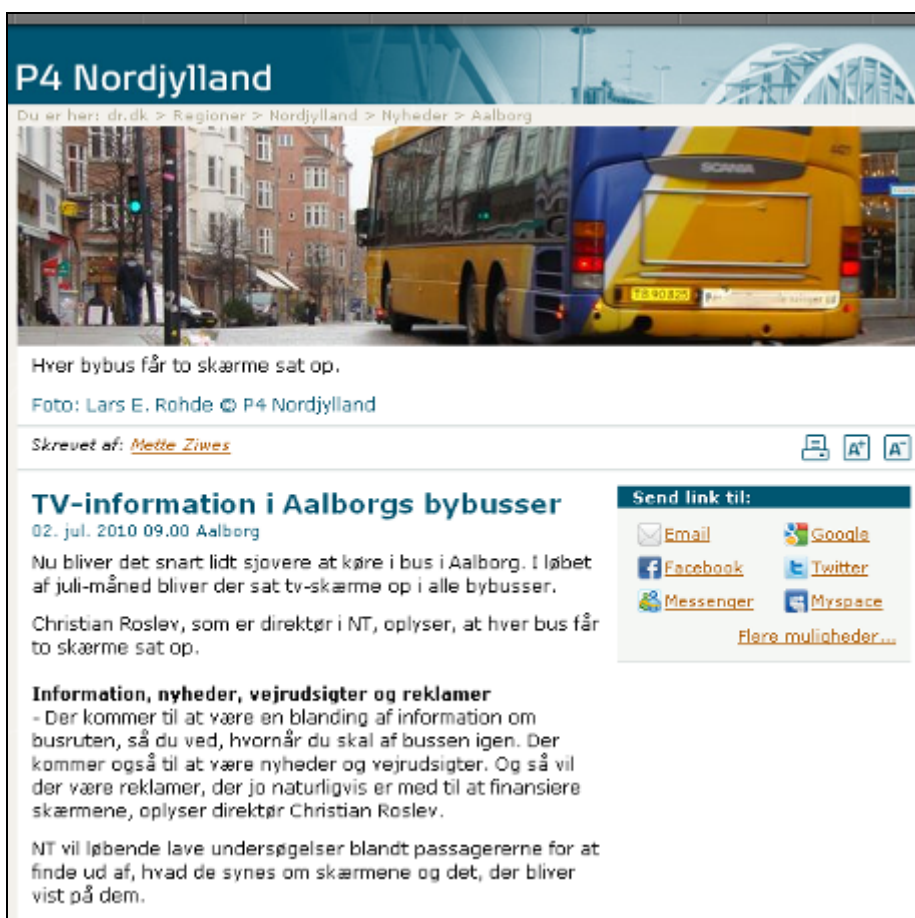 P4 Nordjylland
Du er her: dr.dk > Regioner > Nordjylland > Nyheder > Aalborg
SCANIA
TB 90 825
Hver bybus får to skærme sat op.
Foto: Lars E. Rohde © P4 Nordjylland
Skrevet af: Mette Ziwes
A+ A-
TV-information i Aalborgs bybusser
02. jul. 2010 09.00 Aalborg
Nu bliver det snart lidt sjovere at køre i bus i Aalborg. I løbet
af juli-måned bliver der sat tv-skærme op i alle bybusser.
Christian Roslev, som er direktør i NT, oplyser, at hver bus får
to skærme sat op.
Information, nyheder, vejrudsigter og reklamer
- Der kommer til at være en blanding af information om
busruten, så du ved, hvornår du skal af bussen igen. Der
kommer også til at være nyheder og vejrudsigter. Og så vil
der være reklamer, der jo naturligvis er med til at finansiere
skærmene, oplyser direktør Christian Roslev.
NT vil løbende lave undersøgelser blandt passagererne for at
finde ud af, hvad de synes om skærmene og det, der bliver
vist på dem.
Send link til:
Email Google
Facebook Twitter
Messenger Myspace
Flere muligheder...